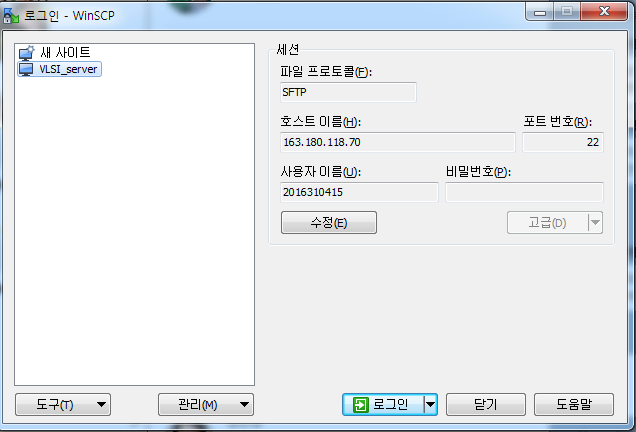 로그인 - WinSCP
새 사이트
VLSI_server
세션
파일 프로토콜(F):
SFTP
호스트 이름(H): 포트 번호(R):
163.180.118.70 22
사용자 이름(U): 비밀번호(P):
2016310415
수정(E) 고급(D)
도구(T) 관리(M) 로그인 닫기 도움말